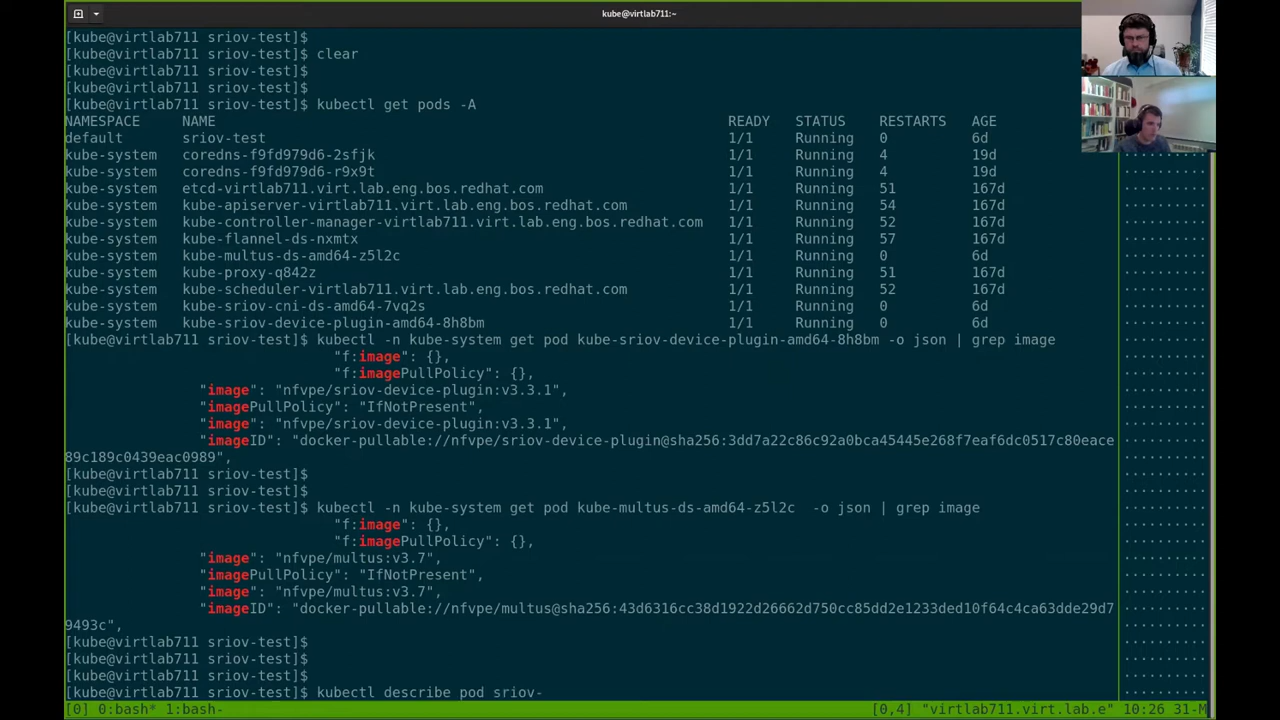 kube@virtlab711:~
[kube@virtlab711 sriov-test]$
[kube@virtlab711 sriov-test]$ clear
[kube@virtlab711 sriov-test]$
[kube@virtlab711 sriov-test]$
[kube@virtlab711 sriov-test]$ kubectl get pods -A
NAMESPACE NAME READY STATUS RESTARTS AGE
default sriov-test 1/1 Running 0 6d
kube-system coredns-f9fd979d6-2sfjk 1/1 Running 4 19d
kube-system coredns-f9fd979d6-r9x9t 1/1 Running 4 19d
kube-system etcd-virtlab711.virt.lab.eng.bos.redhat.com 1/1 Running 51 167d
kube-system kube-apiserver-virtlab711.virt.lab.eng.bos.redhat.com 1/1 Running 54 167d
kube-system kube-controller-manager-virtlab711.virt.lab.eng.bos.redhat.com 1/1 Running 52 167d
kube-system kube-flannel-ds-nxmtx 1/1 Running 57 167d
kube-system kube-multus-ds-amd64-z5l2c 1/1 Running 0 6d
kube-system kube-proxy-q842z 1/1 Running 51 167d
kube-system kube-scheduler-virtlab711.virt.lab.eng.bos.redhat.com 1/1 Running 52 167d
kube-system kube-sriov-cni-ds-amd64-7vq2s 1/1 Running 0 6d
kube-system kube-sriov-device-plugin-amd64-8h8bm 1/1 Running 0 6d
[kube@virtlab711 sriov-test]$ kubectl -n kube-system get pod kube-sriov-device-plugin-amd64-8h8bm -o json | grep image
"f:image": {},
"f:imagePullPolicy": {},
"image": "nfvpe/sriov-device-plugin:v3.3.1",
"imagePullPolicy": "IfNotPresent",
"image": "nfvpe/sriov-device-plugin:v3.3.1",
"imageID": "docker-pullable://nfvpe/sriov-device-plugin@sha256:3dd7a22c86c92a0bca45445e268f7eaf6dc0517c80eace
89c189c0439eac0989",
[kube@virtlab711 sriov-test]$
[kube@virtlab711 sriov-test]$
[kube@virtlab711 sriov-test]$ kubectl -n kube-system get pod kube-multus-ds-amd64-z5l2c  -o json | grep image
"f:image": {},
"f:imagePullPolicy": {},
"image": "nfvpe/multus:v3.7",
"imagePullPolicy": "IfNotPresent",
"image": "nfvpe/multus:v3.7",
"imageID": "docker-pullable://nfvpe/multus@sha256:43d6316cc38d1922d26662d750cc85dd2e1233ded10f64c4ca63dde29d7
9493c",
[kube@virtlab711 sriov-test]$
[kube@virtlab711 sriov-test]$
[kube@virtlab711 sriov-test]$
[kube@virtlab711 sriov-test]$ kubectl describe pod sriov-
[0] 0:bash* 1:bash- [0,4] "virtlab711.virt.lab.e" 10:26 31-M